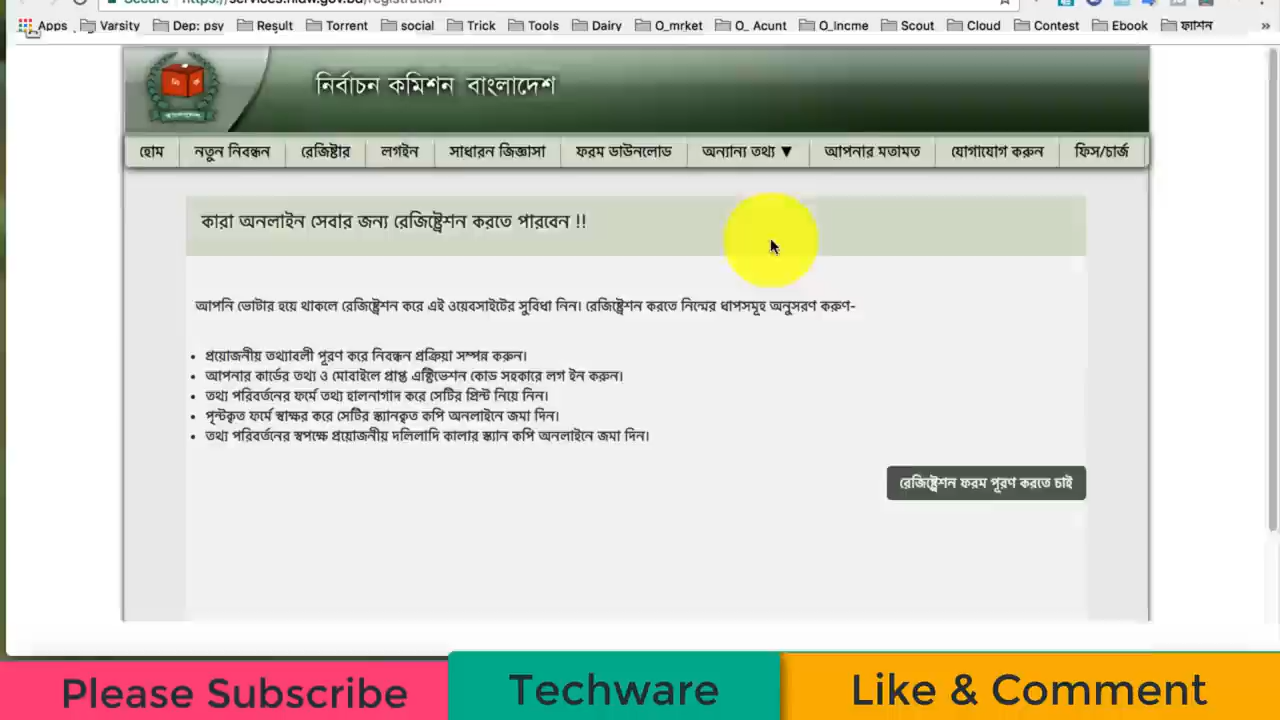 Apps Varsity Dep: psy Result Torrent social Trick Tools Dairy O_mrket O_ Acunt O_Incme Scout Cloud Contest Ebook ফ্যাশন »
নির্বাচন কমিশন বাংলাদেশ
হোম নতুন নিবন্ধন রেজিষ্টার লগইন সাধারন জিজ্ঞাসা ফরম ডাউনলোড অন্যান্য তথ্য ▼ আপনার মতামত যোগাযোগ করুন ফিস/চার্জ
কারা অনলাইন সেবার জন্য রেজিষ্ট্রেশন করতে পারবেন !!
আপনি ভোটার হয়ে থাকলে রেজিষ্ট্রেশন করে এই ওয়েবসাইটের সুবিধা নিন। রেজিষ্ট্রেশন করতে নিম্মের ধাপসমূহ অনুসরণ করুণ-
• প্রয়োজনীয় তথ্যাবলী পূরণ করে নিবন্ধন প্রক্রিয়া সম্পন্ন করুন।
• আপনার কার্ডের তথ্য ও মোবাইলে প্রাপ্ত এক্টিভেশন কোড সহকারে লগ ইন করুন।
• তথ্য পরিবর্তনের ফর্মে তথ্য হালনাগাদ করে সেটির প্রিন্ট নিয়ে নিন।
• পৃন্টকৃত ফর্মে স্বাক্ষর করে সেটির স্ক্যানকৃত কপি অনলাইনে জমা দিন।
• তথ্য পরিবর্তনের স্বপক্ষে প্রয়োজনীয় দলিলাদি কালার স্ক্যান কপি অনলাইনে জমা দিন।
রেজিষ্ট্রেশন ফরম পূরণ করতে চাই
Please Subscribe Techware Like & Comment